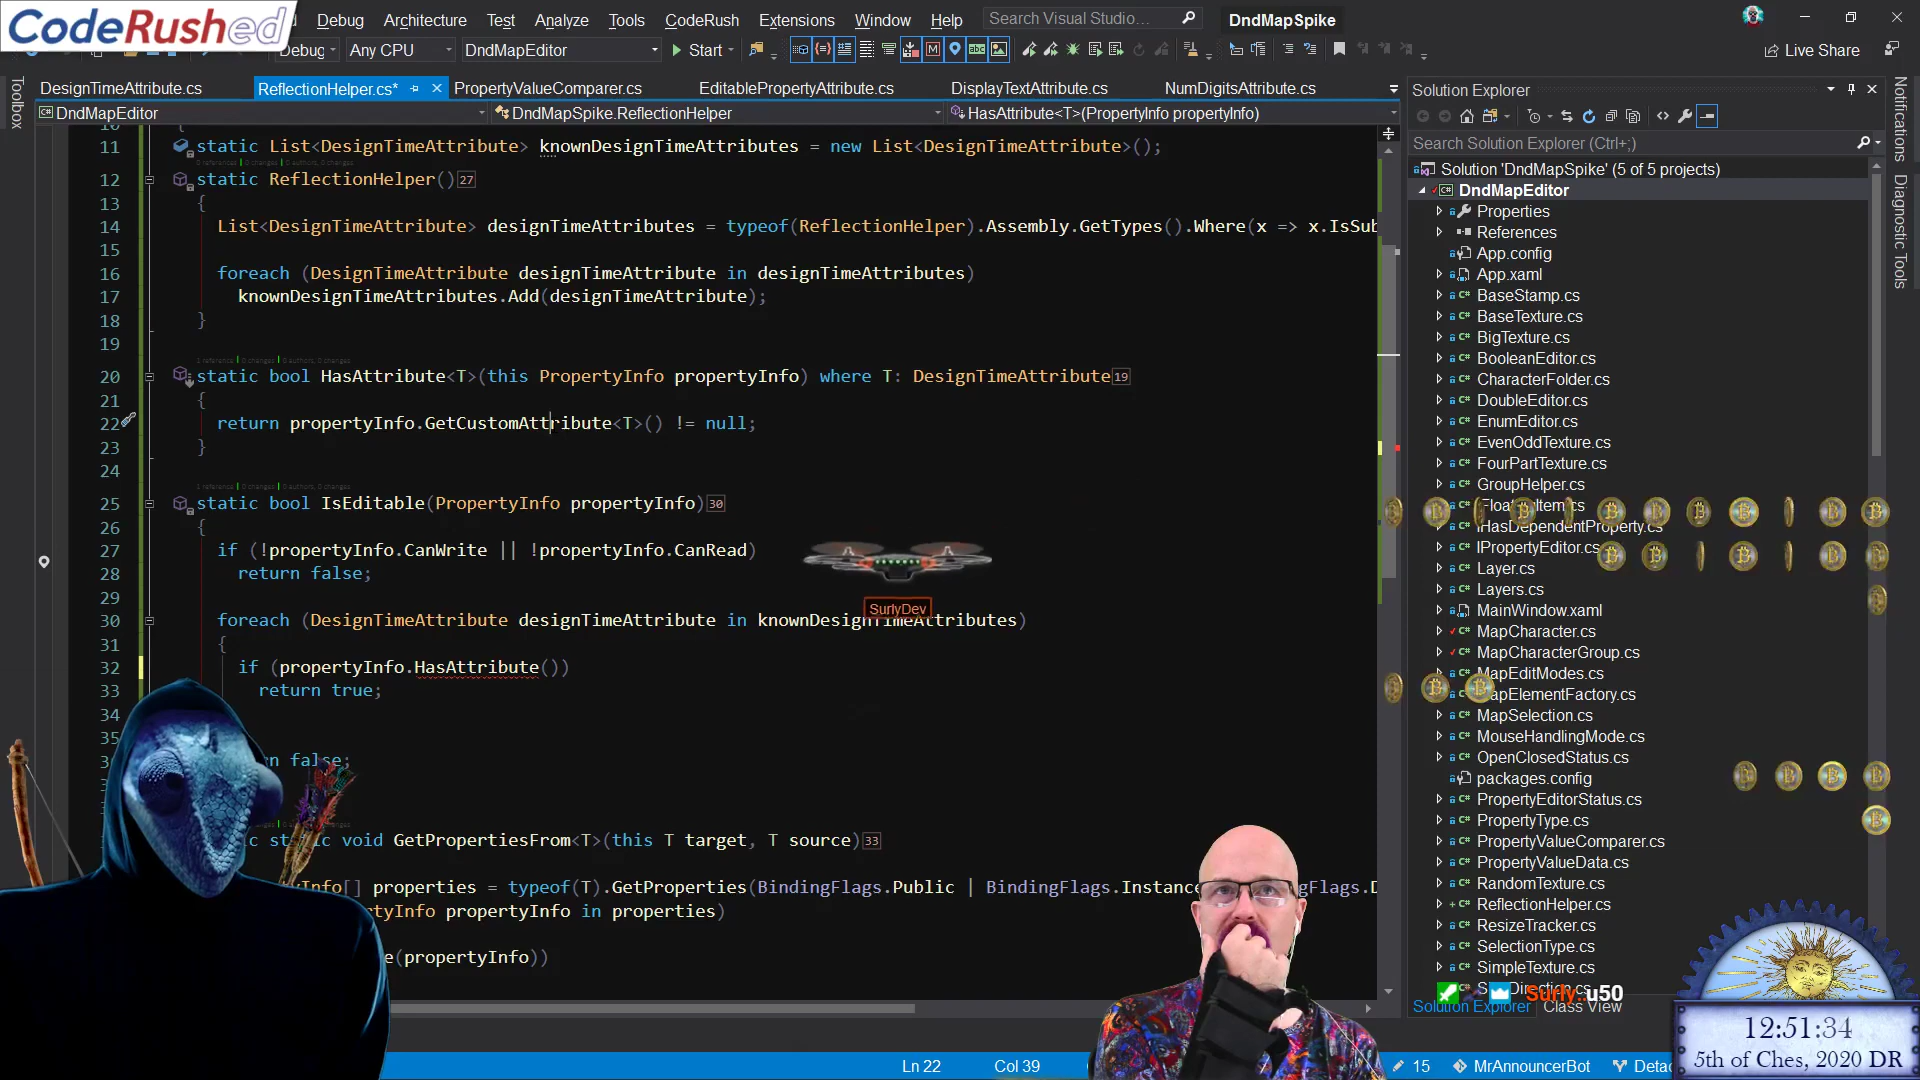 CodeRushed
Debug
Architecture
Test
Analyze
Tools
CodeRush
Extensions
Window
Help
Search Visual Studio...
DndMapSpike
Debug
Any CPU
DndMapEditor
Start
Live Share
Toolbox
DesignTimeAttribute.cs
ReflectionHelper.cs*
PropertyValueComparer.cs
EditablePropertyAttribute.cs
DisplayTextAttribute.cs
NumDigitsAttribute.cs
DndMapEditor
DndMapSpike.ReflectionHelper
HasAttribute<T>(PropertyInfo propertyInfo)
11 static List<DesignTimeAttribute> knownDesignTimeAttributes = new List<DesignTimeAttribute>();
12 static ReflectionHelper() 27
13 {
14 List<DesignTimeAttribute> designTimeAttributes = typeof(ReflectionHelper).Assembly.GetTypes().Where(x => x.IsSub
15
16 foreach (DesignTimeAttribute designTimeAttribute in designTimeAttributes)
17 knownDesignTimeAttributes.Add(designTimeAttribute);
18 }
19
20 static bool HasAttribute<T>(this PropertyInfo propertyInfo) where T: DesignTimeAttribute 19
21 {
22 return propertyInfo.GetCustomAttribute<T>() != null;
23 }
24
25 static bool IsEditable(PropertyInfo propertyInfo) 30
26 {
27 if (!propertyInfo.CanWrite || !propertyInfo.CanRead)
28 return false;
29
30 foreach (DesignTimeAttribute designTimeAttribute in knownDesignTimeAttributes)
31 {
32 if (propertyInfo.HasAttribute())
33 return true;
34
false;
static void GetPropertiesFrom<T>(this T target, T source) 33
Info[] properties = typeof(T).GetProperties(BindingFlags.Public | BindingFlags.Instance
rtyInfo propertyInfo in properties)
e(propertyInfo))
SurlyDev
Solution Explorer
Search Solution Explorer (Ctrl+;)
Solution 'DndMapSpike' (5 of 5 projects)
DndMapEditor
Properties
References
App.config
App.xaml
BaseStamp.cs
BaseTexture.cs
BigTexture.cs
BooleanEditor.cs
CharacterFolder.cs
DoubleEditor.cs
EnumEditor.cs
EvenOddTexture.cs
FourPartTexture.cs
GroupHelper.cs
FloatingItem.cs
IHasDependentProperty.cs
IPropertyEditor.cs
Layer.cs
Layers.cs
MainWindow.xaml
MapCharacter.cs
MapCharacterGroup.cs
MapEditModes.cs
MapElementFactory.cs
MapSelection.cs
MouseHandlingMode.cs
OpenClosedStatus.cs
packages.config
PropertyEditorStatus.cs
PropertyType.cs
PropertyValueComparer.cs
PropertyValueData.cs
RandomTexture.cs
ReflectionHelper.cs
ResizeTracker.cs
SelectionType.cs
SimpleTexture.cs
Solution Explorer
Class View
Notifications
Diagnostic Tools
Surly: u50
12:51:34
5th of Ches, 2020 DR
Ln 22
Col 39
15
MrAnnouncerBot